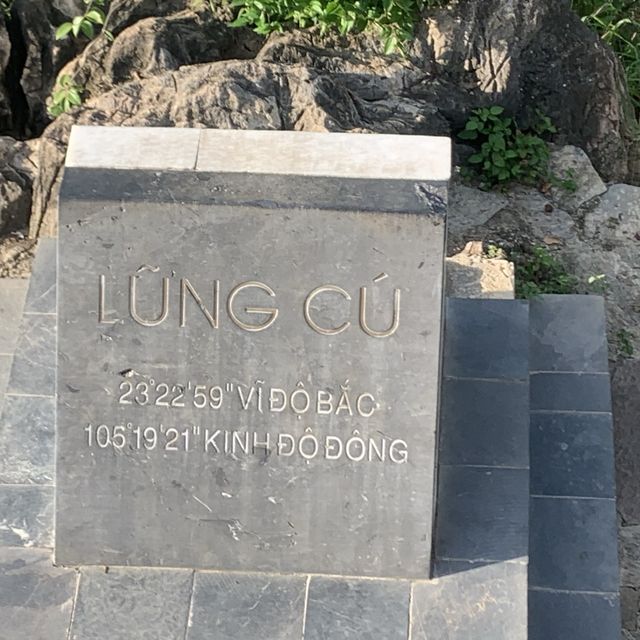 LŨNG CÚ
23°22'59" VĨ ĐỘ BẮC
105°19'21" KINH ĐỘ ĐÔNG